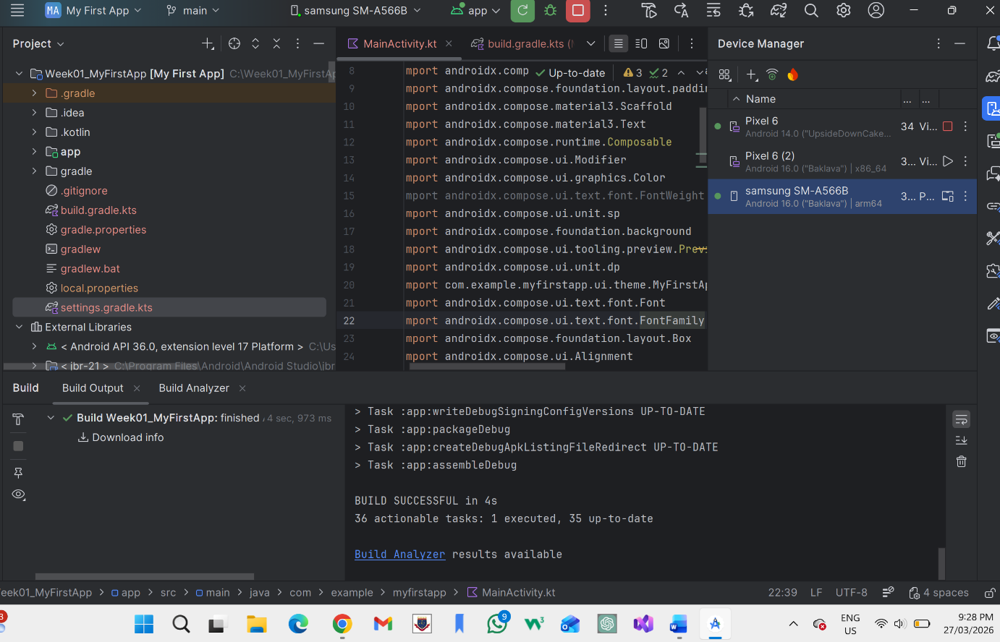 MA My First App main samsung SM-A566B app
Project
Week01_MyFirstApp [My First App] C:\Week01_MyFirstAp
.gradle
.idea
.kotlin
app
gradle
.gitignore
build.gradle.kts
gradle.properties
gradlew
gradlew.bat
local.properties
settings.gradle.kts
External Libraries
< Android API 36.0, extension level 17 Platform > C:\Us
< jbr-21 > C:\Program Files\Android\Android Studio\jbr
MainActivity.kt build.gradle.kts (M
Up-to-date 3 2
8 mport androidx.comp
9 mport androidx.compose.foundation.layout.paddin
10 mport androidx.compose.material3.Scaffold
11 mport androidx.compose.material3.Text
12 mport androidx.compose.runtime.Composable
13 mport androidx.compose.ui.Modifier
14 mport androidx.compose.ui.graphics.Color
15 mport androidx.compose.ui.text.font.FontWeight
16 mport androidx.compose.ui.unit.sp
17 mport androidx.compose.foundation.background
18 mport androidx.compose.ui.tooling.preview.Previ
19 mport androidx.compose.ui.unit.dp
20 mport com.example.myfirstapp.ui.theme.MyFirstAp
21 mport androidx.compose.ui.text.font.Font
22 mport androidx.compose.ui.text.font.FontFamily
23 mport androidx.compose.foundation.layout.Box
24 mport androidx.compose.ui.Alignment
Device Manager
Name ... ...
Pixel 6
Android 14.0 ("UpsideDownCake... 34 Vi...
Pixel 6 (2)
Android 16.0 ("Baklava") | x86_64 3... Vi...
samsung SM-A566B
Android 16.0 ("Baklava") | arm64 3... P...
Build Build Output Build Analyzer
Build Week01_MyFirstApp: finished 4 sec, 973 ms
Download info
> Task :app:writeDebugSigningConfigVersions UP-TO-DATE
> Task :app:packageDebug
> Task :app:createDebugApkListingFileRedirect UP-TO-DATE
> Task :app:assembleDebug
BUILD SUCCESSFUL in 4s
36 actionable tasks: 1 executed, 35 up-to-date
Build Analyzer results available
eek01_MyFirstApp > app > src > main > java > com > example > myfirstapp > MainActivity.kt 22:39 LF UTF-8 4 spaces
3
9
ENG
US
9:28 PM
27/03/2026